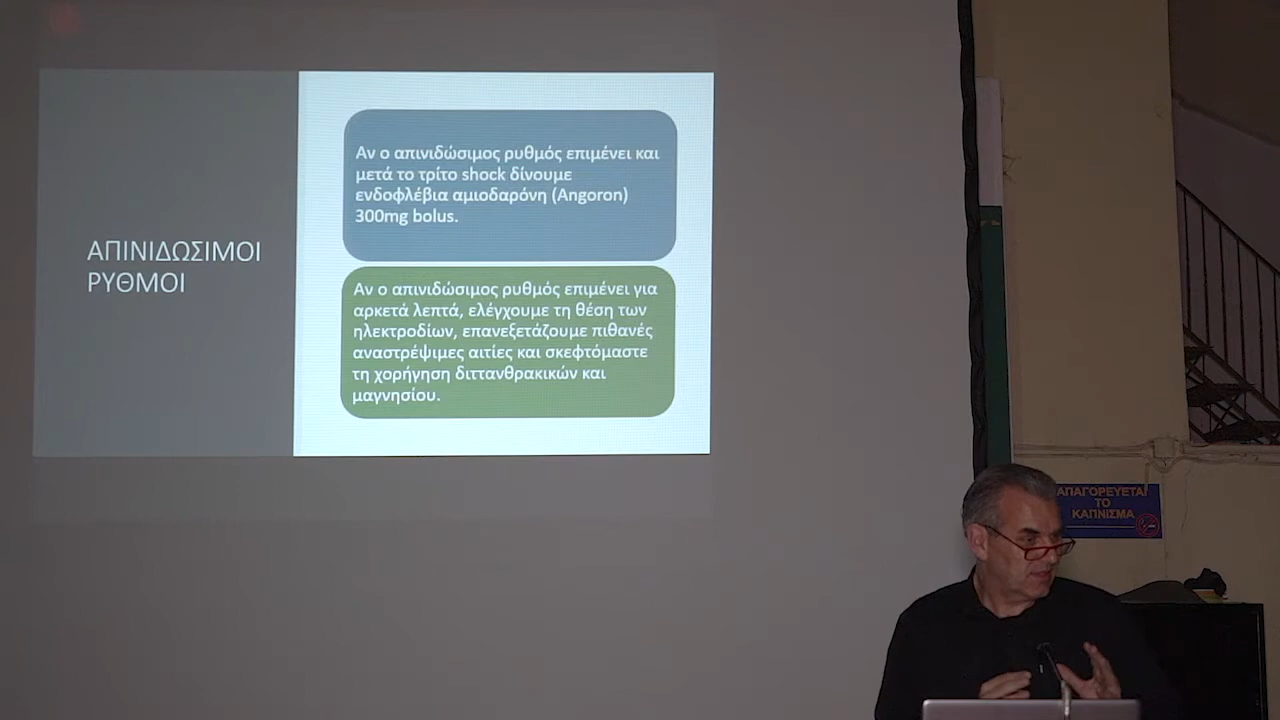 ΑΠΙΝΙΔΩΣΙΜΟΙ
ΡΥΘΜΟΙ
Αν ο απινιδώσιμος ρυθμός επιμένει και
μετά το τρίτο shock δίνουμε
ενδοφλέβια αμιοδαρόνη (Angoron)
300mg bolus.
Αν ο απινιδώσιμος ρυθμός επιμένει για
αρκετά λεπτά, ελέγχουμε τη θέση των
ηλεκτροδίων, επανεξετάζουμε πιθανές
αναστρέψιμες αιτίες και σκεφτόμαστε
τη χορήγηση διττανθρακικών και
μαγνησίου.
ΑΠΑΓΟΡΕΥΕΤΑΙ
ΤΟ
ΚΑΠΝΙΣΜΑ